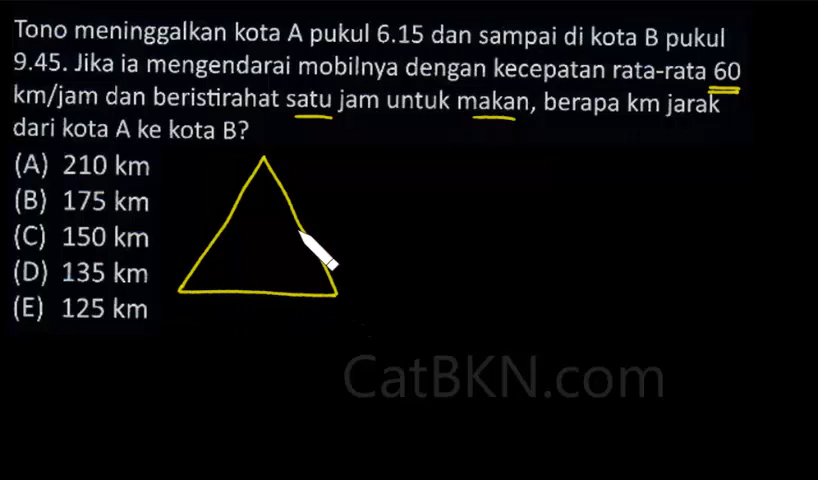 Tono meninggalkan kota A pukul 6.15 dan sampai di kota B pukul
9.45. Jika ia mengendarai mobilnya dengan kecepatan rata-rata 60
km/jam dan beristirahat satu jam untuk makan, berapa km jarak
dari kota A ke kota B?
(A) 210 km
(B) 175 km
(C) 150 km
(D) 135 km
(E) 125 km
CatBKN.com